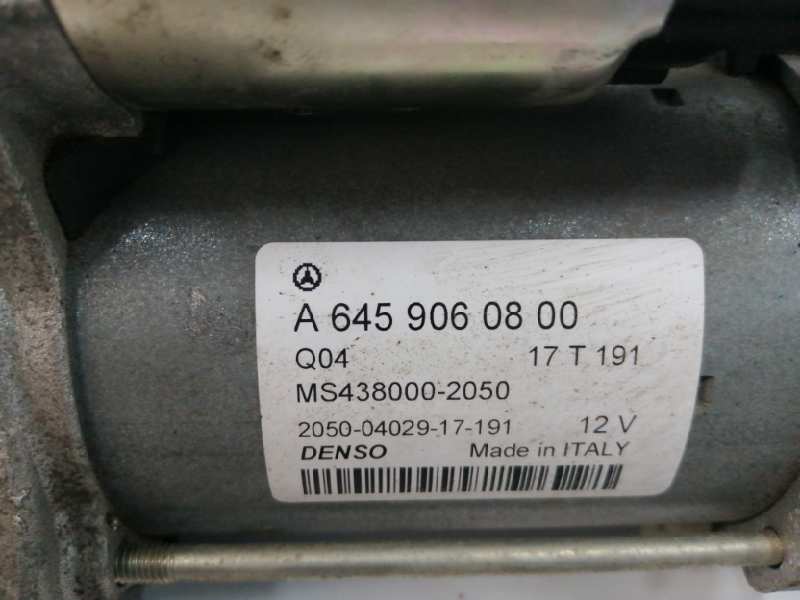 A 645 906 08 00
Q04 17 T 191
MS438000-2050
2050-04029-17-191 12 V
DENSO Made in ITALY